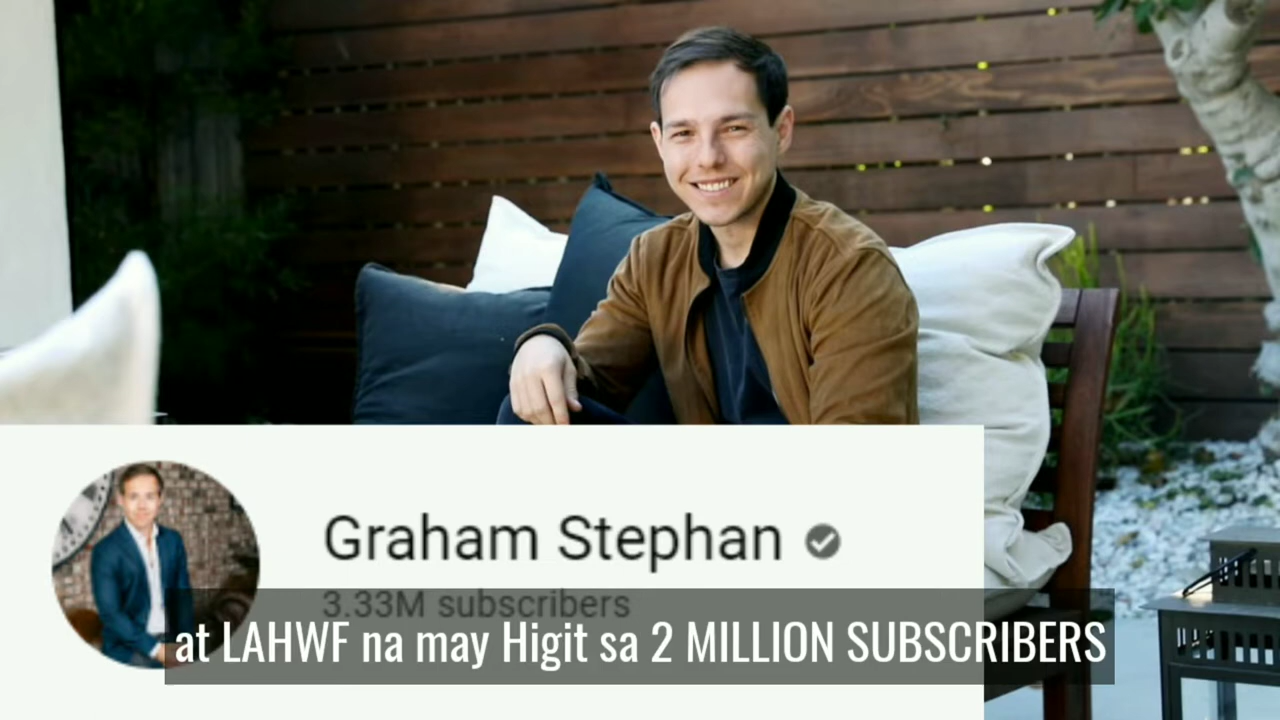 Graham Stephan
3.33M subscribers
at LAHWF na may Higit sa 2 MILLION SUBSCRIBERS